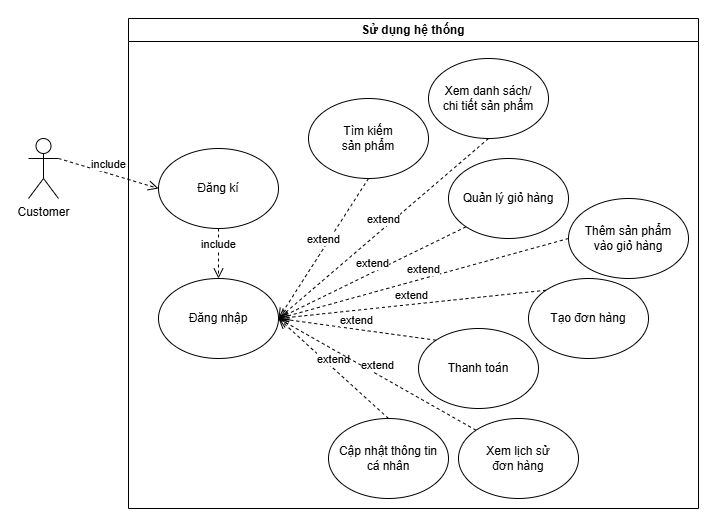 Sử dụng hệ thống
Xem danh sách/
chi tiết sản phẩm
Tìm kiếm
sản phẩm
include
Đăng kí
Customer
Quản lý giỏ hàng
extend
Thêm sản phẩm
vào giỏ hàng
extend
include
extend
extend
Đăng nhập
extend
Tạo đơn hàng
extend
Thanh toán
extend
extend
Cập nhật thông tin
cá nhân
Xem lịch sử
đơn hàng